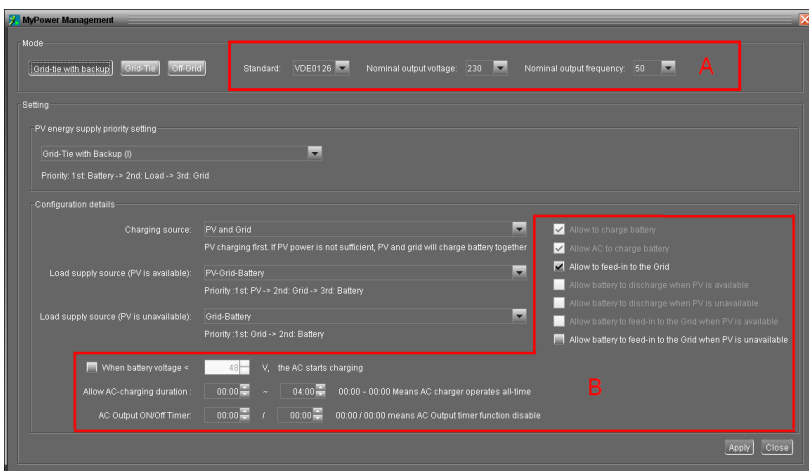 MyPower Management
Mode
Grid-tie with backup Grid-Tie Off-Grid Standard: VDE0126 Nominal output voltage: 230 Nominal output frequency: 50 A
Setting
PV energy supply priority setting
Grid-Tie with Backup (I)
Priority: 1st: Battery -> 2nd: Load -> 3rd: Grid
Configuration details
Charging source: PV and Grid
PV charging first. If PV power is not sufficient, PV and grid will charge battery together
Load supply source (PV is available): PV-Grid-Battery
Priority :1st: PV -> 2nd: Grid -> 3rd: Battery
Load supply source (PV is unavailable): Grid-Battery
Priority :1st: Grid -> 2nd: Battery
Allow to charge battery
Allow AC to charge battery
Allow to feed-in to the Grid
Allow battery to discharge when PV is available
Allow battery to discharge when PV is unavailable
Allow battery to feed-in to the Grid when PV is available
Allow battery to feed-in to the Grid when PV is unavailable
When battery voltage < 48 V, the AC starts charging
Allow AC-charging duration : 00:00 ~ 04:00 00:00 - 00:00 Means AC charger operates all-time
B
AC Output ON/Off Timer: 00:00 / 00:00 00:00 / 00:00 means AC Output timer function disable
Apply Close